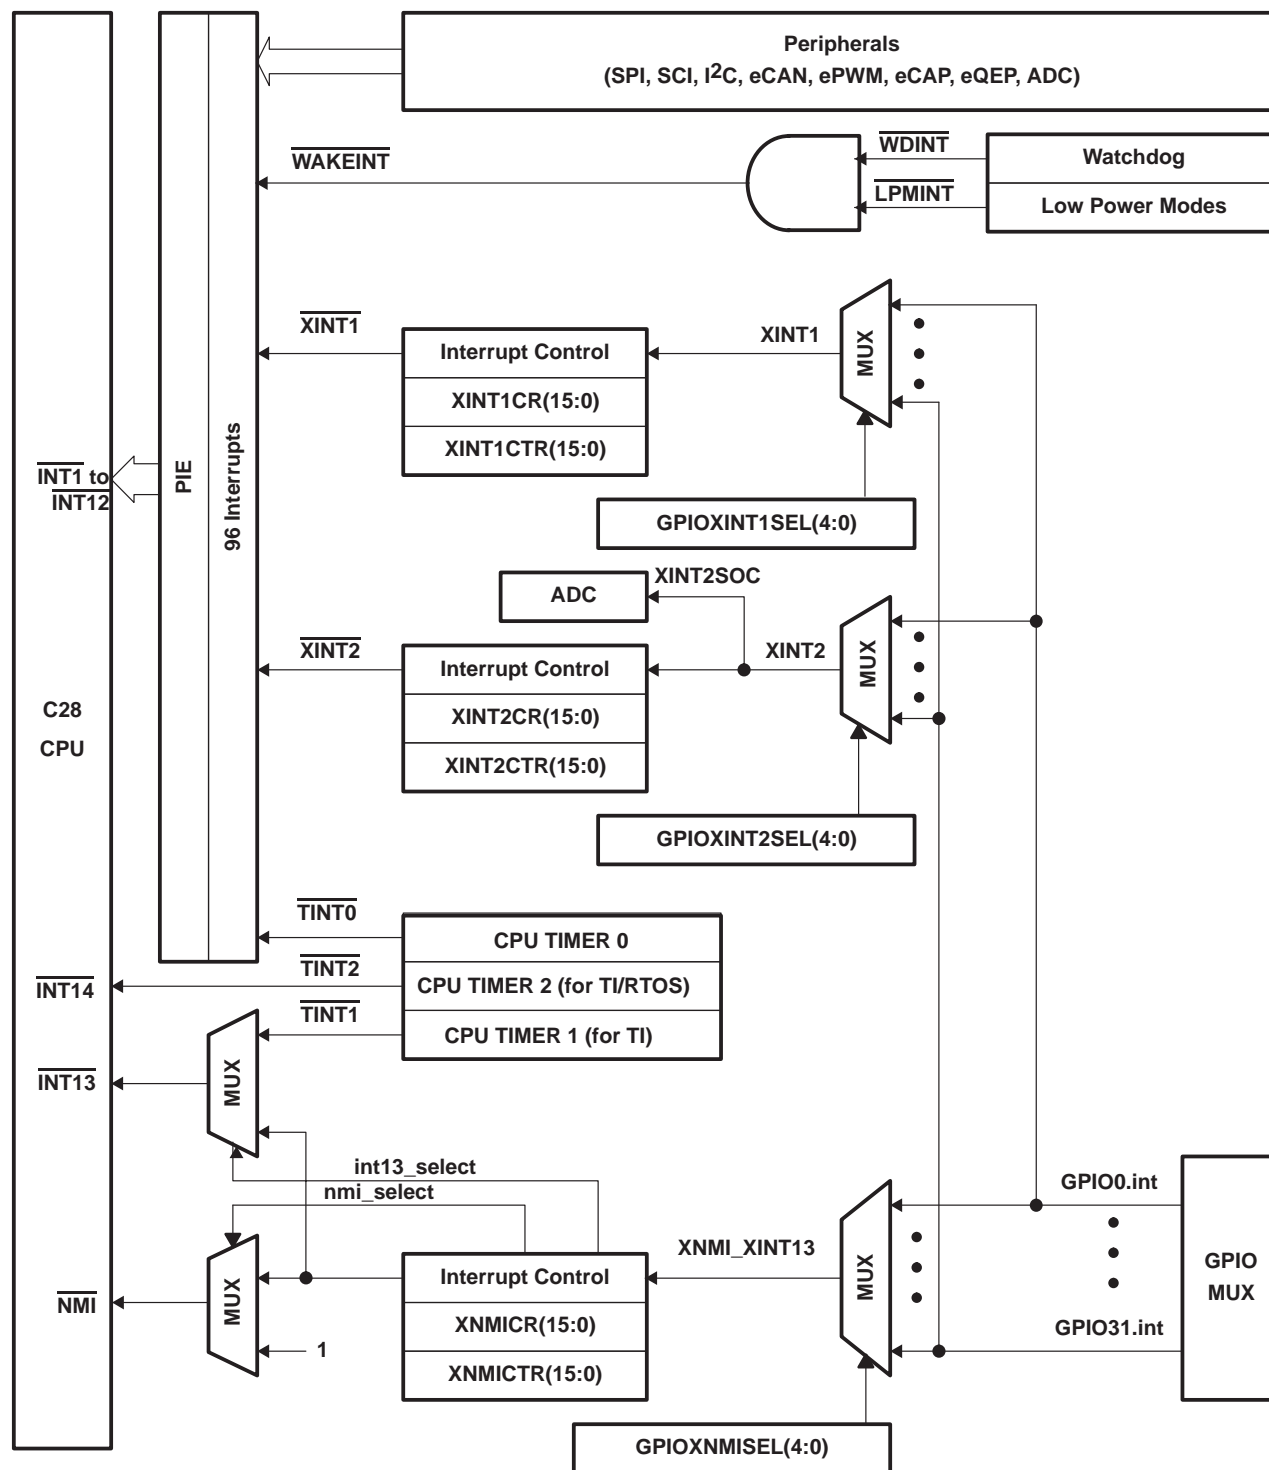 Peripherals
(SPI, SCI, I2C, eCAN, ePWM, eCAP, eQEP, ADC)
WAKEINT
WDINT
Watchdog
LPMINT
Low Power Modes
XINT1
Interrupt Control
XINT1CR(15:0)
XINT1CTR(15:0)
XINT1
MUX
GPIOXINT1SEL(4:0)
INT1 to
INT12
PIE
96 Interrupts
ADC
XINT2SOC
XINT2
Interrupt Control
XINT2CR(15:0)
XINT2CTR(15:0)
XINT2
MUX
GPIOXINT2SEL(4:0)
C28
CPU
TINT0
CPU TIMER 0
TINT2
CPU TIMER 2 (for TI/RTOS)
INT14
TINT1
CPU TIMER 1 (for TI)
INT13
MUX
int13_select
nmi_select
NMI
MUX
1
Interrupt Control
XNMICR(15:0)
XNMICTR(15:0)
XNMI_XINT13
MUX
GPIO0.int
GPIO31.int
GPIO
MUX
GPIOXNMISEL(4:0)